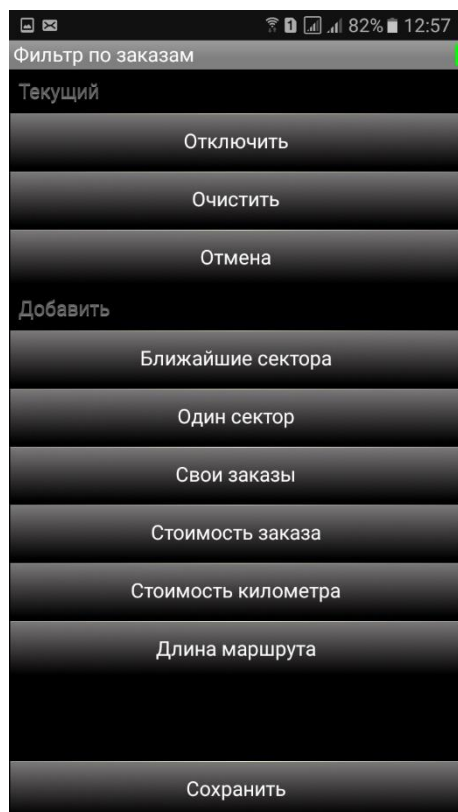 1 82% 12:57
Фильтр по заказам
Текущий
Отключить
Очистить
Отмена
Добавить
Ближайшие сектора
Один сектор
Свои заказы
Стоимость заказа
Стоимость километра
Длина маршрута
Сохранить